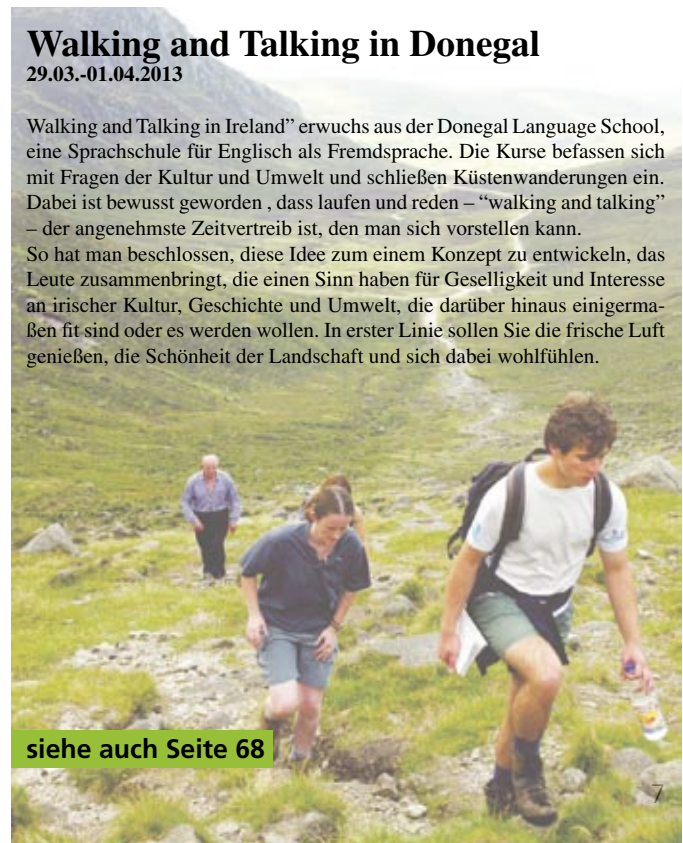 Walking and Talking in Donegal
29.03.-01.04.2013
Walking and Talking in Ireland” erwuchs aus der Donegal Language School,
eine Sprachschule für Englisch als Fremdsprache. Die Kurse befassen sich
mit Fragen der Kultur und Umwelt und schließen Küstenwanderungen ein.
Dabei ist bewusst geworden , dass laufen und reden – “walking and talking”
– der angenehmste Zeitvertreib ist, den man sich vorstellen kann.
So hat man beschlossen, diese Idee zum einem Konzept zu entwickeln, das
Leute zusammenbringt, die einen Sinn haben für Geselligkeit und Interesse
an irischer Kultur, Geschichte und Umwelt, die darüber hinaus einigerma-
ßen fit sind oder es werden wollen. In erster Linie sollen Sie die frische Luft
genießen, die Schönheit der Landschaft und sich dabei wohlfühlen.
siehe auch Seite 68
7